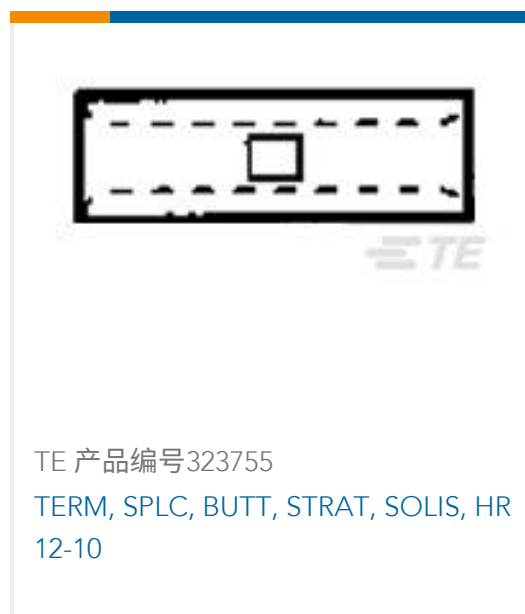 TE
TE 产品编号323755
TERM, SPLC, BUTT, STRAT, SOLIS, HR
12-10